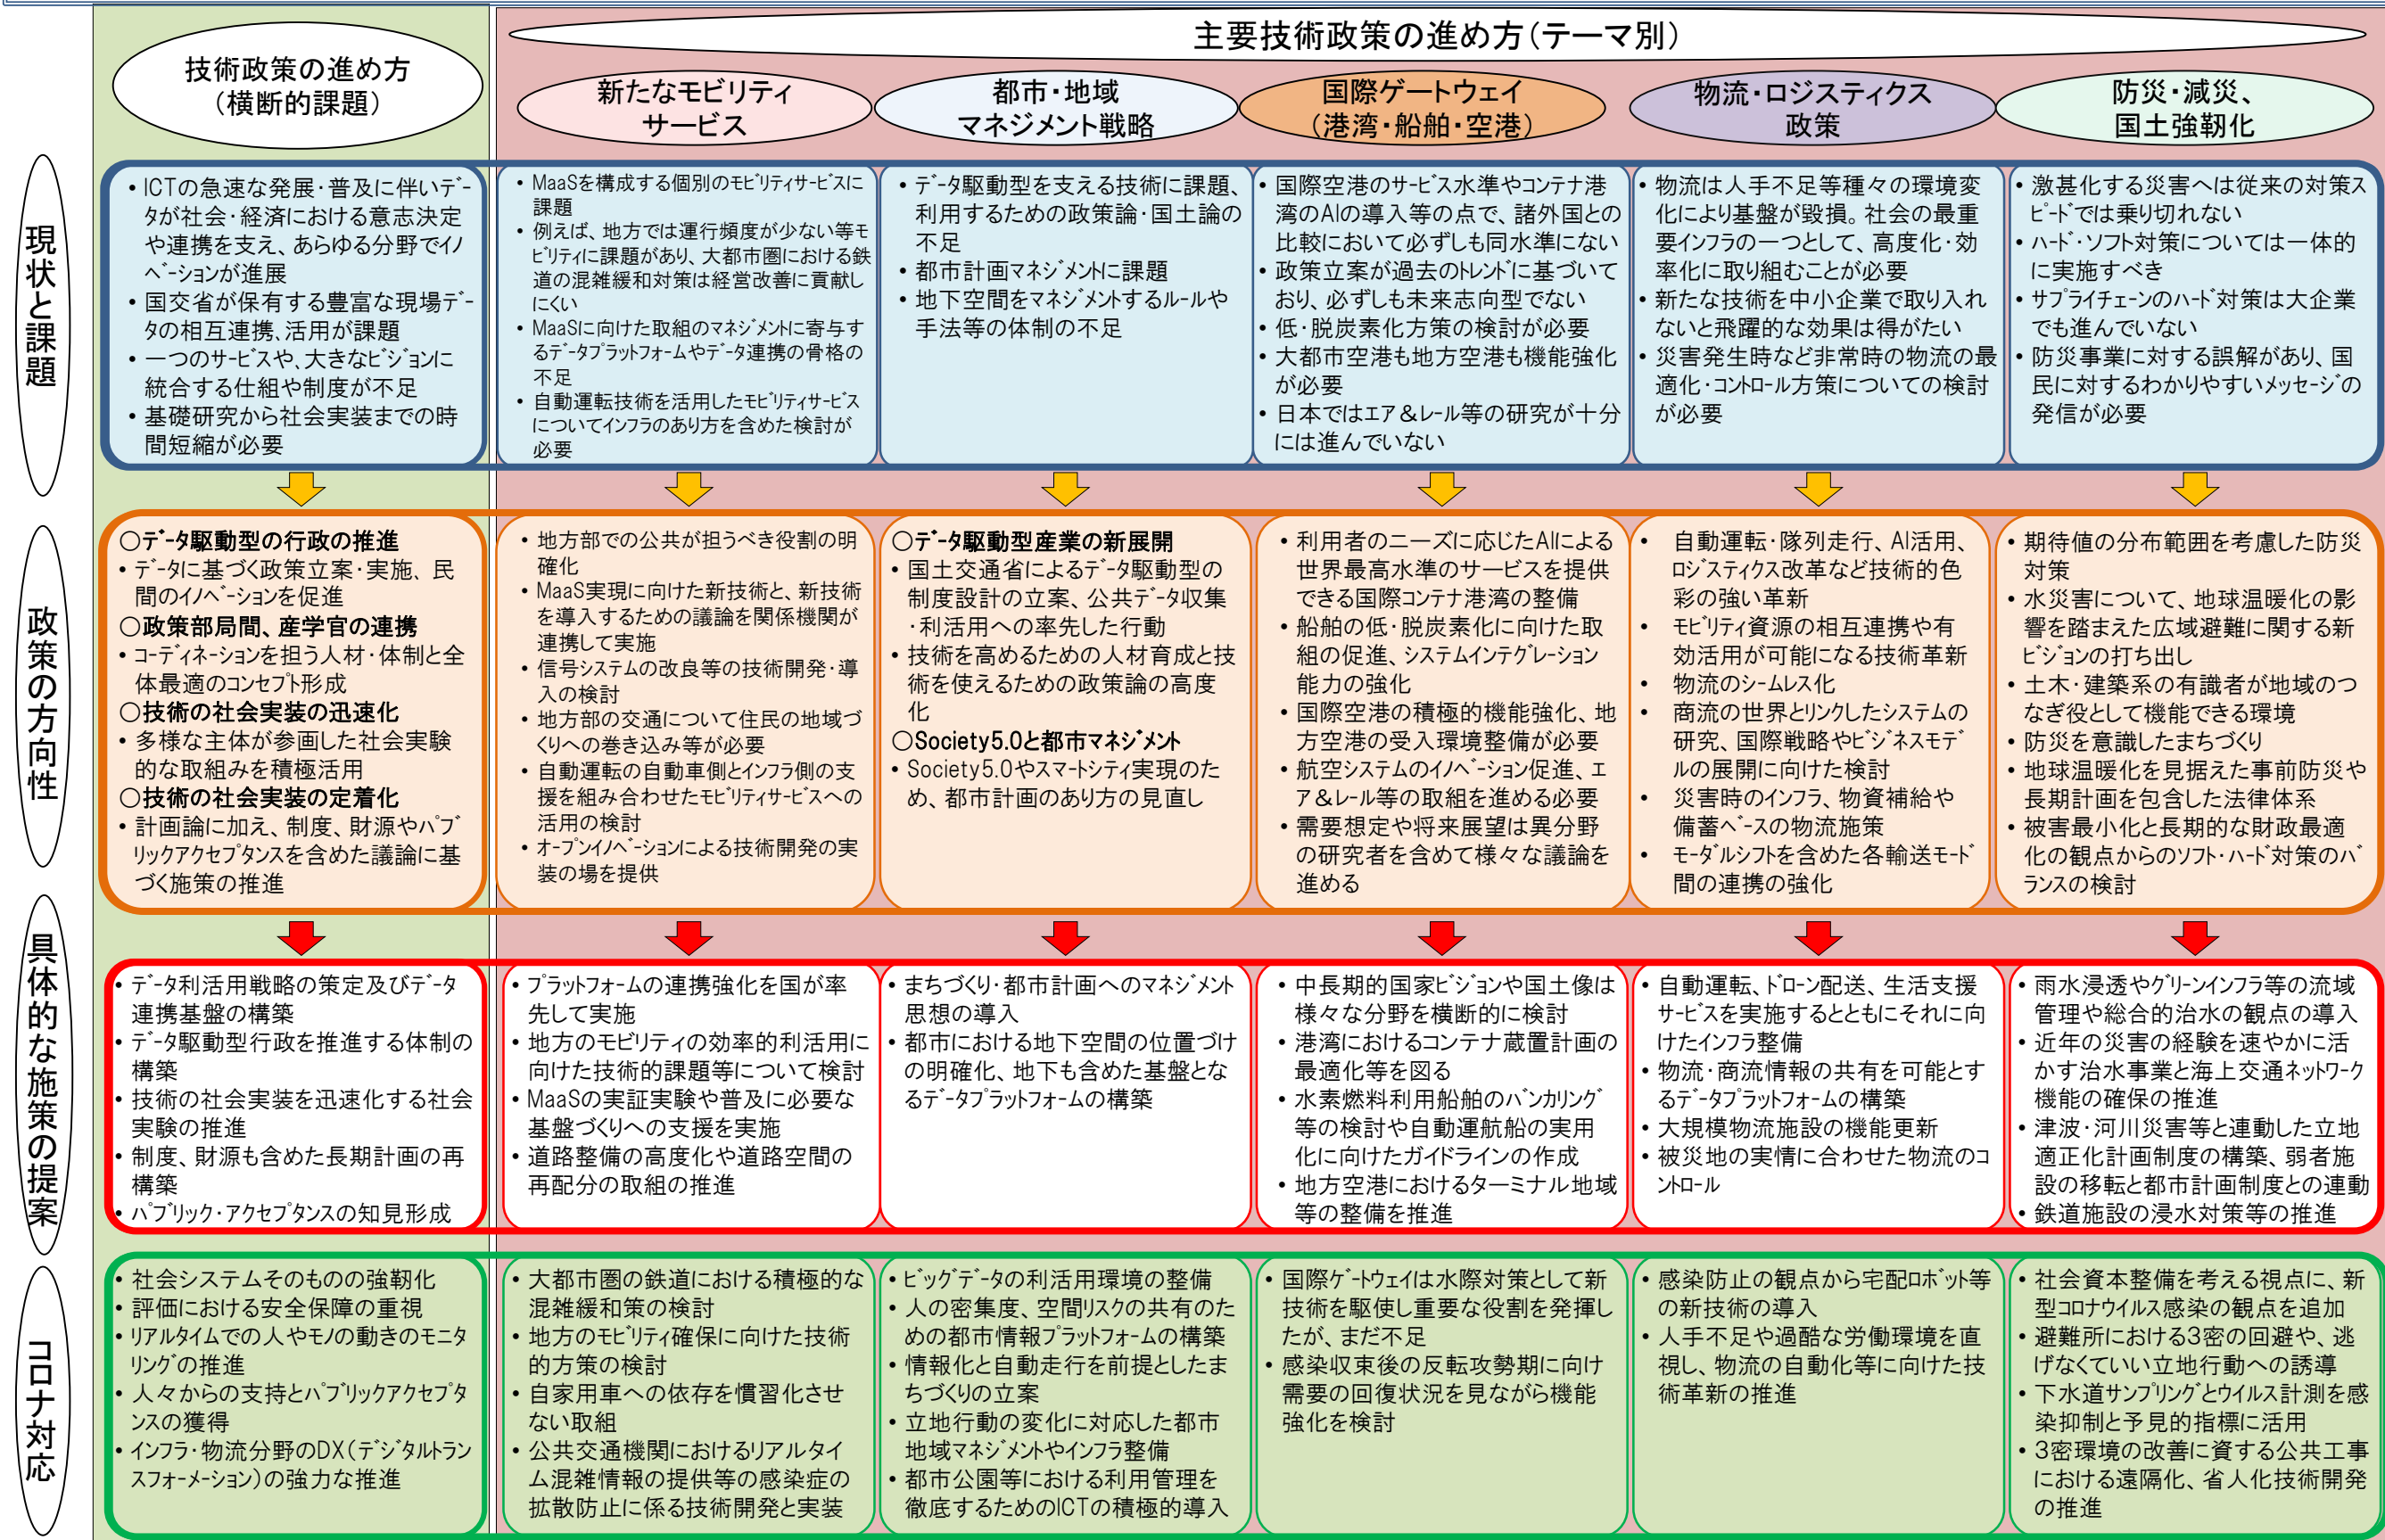 主要技術政策の進め方(テーマ別)
技術政策の進め方
(横断的課題)
新たなモビリティ
サービス
都市・地域
マネジメント戦略
国際ゲートウェイ
(港湾・船舶・空港)
物流・ロジスティクス
政策
防災・減災、
国土強靭化
現状と課題
• ICTの急速な発展・普及に伴いデー
タが社会・経済における意志決定
や連携を支え、あらゆる分野でイノ
ベーションが進展
• 国交省が保有する豊富な現場デー
タの相互連携、活用が課題
• 一つのサービスや、大きなビジョンに
統合する仕組や制度が不足
• 基礎研究から社会実装までの時
間短縮が必要
• MaaSを構成する個別のモビリティサービスに
課題
• 例えば、地方では運行頻度が少ない等モ
ビリティに課題があり、大都市圏における鉄
道の混雑緩和対策は経営改善に貢献し
にくい
• MaaSに向けた取組のマネジメントに寄与す
るデータプラットフォームやデータ連携の骨格の
不足
• 自動運転技術を活用したモビリティサービス
についてインフラのあり方を含めた検討が
必要
• データ駆動型を支える技術に課題、
利用するための政策論・国土論の
不足
• 都市計画マネジメントに課題
• 地下空間をマネジメントするルールや
手法等の体制の不足
• 国際空港のサービス水準やコンテナ港
湾のAIの導入等の点で、諸外国との
比較において必ずしも同水準にない
• 政策立案が過去のトレンドに基づいて
おり、必ずしも未来志向型でない
• 低・脱炭素化方策の検討が必要
• 大都市空港も地方空港も機能強化
が必要
• 日本ではエア＆レール等の研究が十分
には進んでいない
• 物流は人手不足等種々の環境変
化により基盤が毀損。社会の最重
要インフラの一つとして、高度化・効
率化に取り組むことが必要
• 新たな技術を中小企業で取り入れ
ないと飛躍的な効果は得がたい
• 災害発生時など非常時の物流の最
適化・コントロール方策についての検討
が必要
• 激甚化する災害へは従来の対策ス
ピードでは乗り切れない
• ハード・ソフト対策については一体的
に実施すべき
• サプライチェーンのハード対策は大企業
でも進んでいない
• 防災事業に対する誤解があり、国
民に対するわかりやすいメッセージの
発信が必要
政策の方向性
○データ駆動型の行政の推進
• データに基づく政策立案・実施、民
間のイノベーションを促進
○政策部局間、産学官の連携
• コーディネーションを担う人材・体制と全
体最適のコンセプト形成
○技術の社会実装の迅速化
• 多様な主体が参画した社会実験
的な取組みを積極活用
○技術の社会実装の定着化
• 計画論に加え、制度、財源やパブ
リックアクセプタンスを含めた議論に基
づく施策の推進
• 地方部での公共が担うべき役割の明
確化
• MaaS実現に向けた新技術と、新技術
を導入するための議論を関係機関が
連携して実施
• 信号システムの改良等の技術開発・導
入の検討
• 地方部の交通について住民の地域づ
くりへの巻き込み等が必要
• 自動運転の自動車側とインフラ側の支
援を組み合わせたモビリティサービスへの
活用の検討
• オープンイノベーションによる技術開発の実
装の場を提供
○データ駆動型産業の新展開
• 国土交通省によるデータ駆動型の
制度設計の立案、公共データ収集
・利活用への率先した行動
• 技術を高めるための人材育成と技
術を使えるための政策論の高度
化
○Society5.0と都市マネジメント
• Society5.0やスマートシティ実現のた
め、都市計画のあり方の見直し
• 利用者のニーズに応じたAIによる
世界最高水準のサービスを提供
できる国際コンテナ港湾の整備
• 船舶の低・脱炭素化に向けた取
組の促進、システムインテグレーション
能力の強化
• 国際空港の積極的機能強化、地
方空港の受入環境整備が必要
• 航空システムのイノベーション促進、エ
ア＆レール等の取組を進める必要
• 需要想定や将来展望は異分野
の研究者を含めて様々な議論を
進める
• 自動運転・隊列走行、AI活用、
ロジスティクス改革など技術的色
彩の強い革新
• モビリティ資源の相互連携や有
効活用が可能になる技術革新
• 物流のシームレス化
• 商流の世界とリンクしたシステムの
研究、国際戦略やビジネスモデ
ルの展開に向けた検討
• 災害時のインフラ、物資補給や
備蓄ベースの物流施策
• モーダルシフトを含めた各輸送モード
間の連携の強化
• 期待値の分布範囲を考慮した防災
対策
• 水災害について、地球温暖化の影
響を踏まえた広域避難に関する新
ビジョンの打ち出し
• 土木・建築系の有識者が地域のつ
なぎ役として機能できる環境
• 防災を意識したまちづくり
• 地球温暖化を見据えた事前防災や
長期計画を包含した法律体系
• 被害最小化と長期的な財政最適
化の観点からのソフト・ハード対策のバ
ランスの検討
具体的な施策の提案
• データ利活用戦略の策定及びデータ
連携基盤の構築
• データ駆動型行政を推進する体制の
構築
• 技術の社会実装を迅速化する社会
実験の推進
• 制度、財源も含めた長期計画の再
構築
• パブリック・アクセプタンスの知見形成
• プラットフォームの連携強化を国が率
先して実施
• 地方のモビリティの効率的利活用に
向けた技術的課題等について検討
• MaaSの実証実験や普及に必要な
基盤づくりへの支援を実施
• 道路整備の高度化や道路空間の
再配分の取組の推進
• まちづくり・都市計画へのマネジメント
思想の導入
• 都市における地下空間の位置づけ
の明確化、地下も含めた基盤とな
るデータプラットフォームの構築
• 中長期的国家ビジョンや国土像は
様々な分野を横断的に検討
• 港湾におけるコンテナ蔵置計画の
最適化等を図る
• 水素燃料利用船舶のバンカリング
等の検討や自動運航船の実用
化に向けたガイドラインの作成
• 地方空港におけるターミナル地域
等の整備を推進
• 自動運転、ドローン配送、生活支援
サービスを実施するとともにそれに向
けたインフラ整備
• 物流・商流情報の共有を可能とす
るデータプラットフォームの構築
• 大規模物流施設の機能更新
• 被災地の実情に合わせた物流のコ
ントロール
• 雨水浸透やグリーンインフラ等の流域
管理や総合的治水の観点の導入
• 近年の災害の経験を速やかに活
かす治水事業と海上交通ネットワーク
機能の確保の推進
• 津波・河川災害等と連動した立地
適正化計画制度の構築、弱者施
設の移転と都市計画制度との連動
• 鉄道施設の浸水対策等の推進
コロナ対応
• 社会システムそのものの強靭化
• 評価における安全保障の重視
• リアルタイムでの人やモノの動きのモニタ
リングの推進
• 人々からの支持とパブリックアクセプタ
ンスの獲得
• インフラ・物流分野のDX(デジタルトラン
スフォーメーション)の強力な推進
• 大都市圏の鉄道における積極的な
混雑緩和策の検討
• 地方のモビリティ確保に向けた技術
的方策の検討
• 自家用車への依存を慣習化させ
ない取組
• 公共交通機関におけるリアルタイ
ム混雑情報の提供等の感染症の
拡散防止に係る技術開発と実装
• ビッグデータの利活用環境の整備
• 人の密集度、空間リスクの共有のた
めの都市情報プラットフォームの構築
• 情報化と自動走行を前提としたま
ちづくりの立案
• 立地行動の変化に対応した都市
地域マネジメントやインフラ整備
• 都市公園等における利用管理を
徹底するためのICTの積極的導入
• 国際ゲートウェイは水際対策として新
技術を駆使し重要な役割を発揮し
たが、まだ不足
• 感染収束後の反転攻勢期に向け
需要の回復状況を見ながら機能
強化を検討
• 感染防止の観点から宅配ロボット等
の新技術の導入
• 人手不足や過酷な労働環境を直
視し、物流の自動化等に向けた技
術革新の推進
• 社会資本整備を考える視点に、新
型コロナウイルス感染の観点を追加
• 避難所における3密の回避や、逃
げなくていい立地行動への誘導
• 下水道サンプリングとウイルス計測を感
染抑制と予見的指標に活用
• 3密環境の改善に資する公共工事
における遠隔化、省人化技術開発
の推進